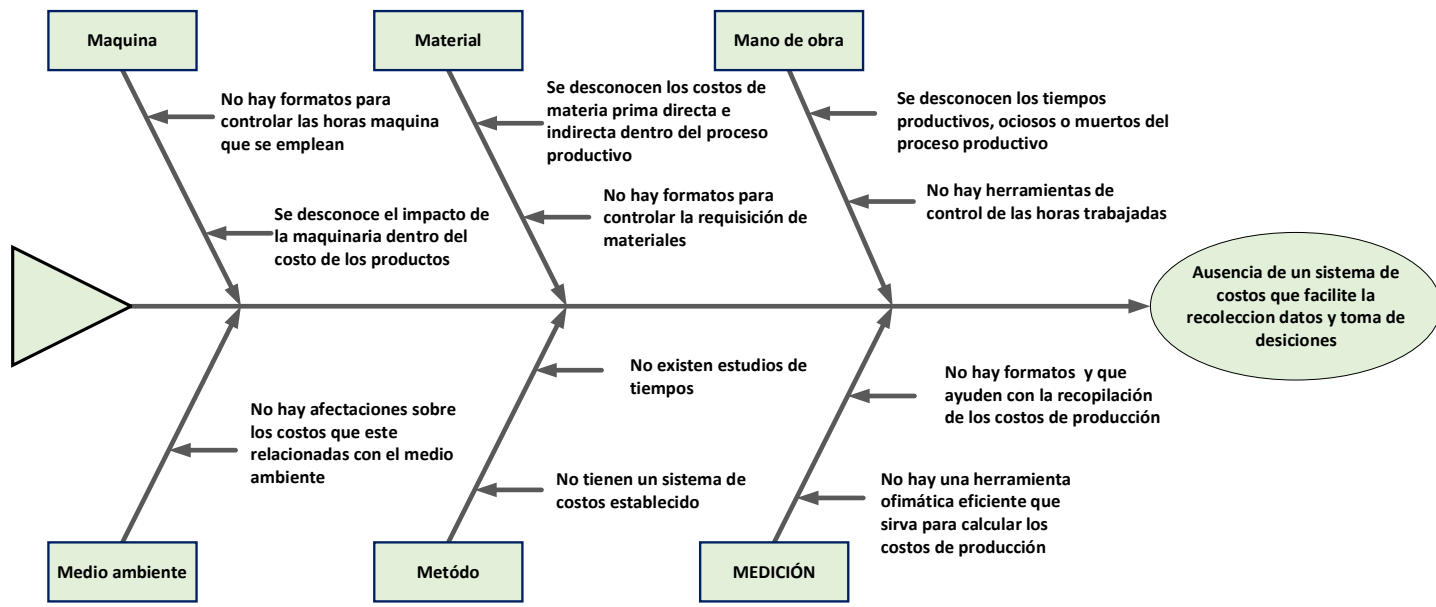 Maquina
Material
Mano de obra
No hay formatos para
controlar las horas maquina
que se emplean
Se desconocen los costos de
materia prima directa e
indirecta dentro del proceso
productivo
Se desconocen los tiempos
productivos, ociosos o muertos del
proceso productivo
Se desconoce el impacto de
la maquinaria dentro del
costo de los productos
No hay formatos para
controlar la requisición de
materiales
No hay herramientas de
control de las horas trabajadas
Ausencia de un sistema de
costos que facilite la
recoleccion datos y toma de
desiciones
No hay afectaciones sobre
los costos que este
relacionadas con el medio
ambiente
No existen estudios de
tiempos
No hay formatos  y que
ayuden con la recopilación
de los costos de producción
No tienen un sistema de
costos establecido
No hay una herramienta
ofimática eficiente que
sirva para calcular los
costos de producción
Medio ambiente
Metódo
MEDICIÓN